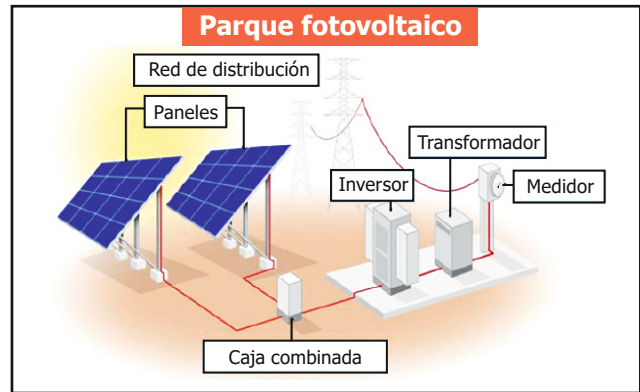 Parque fotovoltaico
Red de distribución
Paneles
Transformador
Inversor
Medidor
Caja combinada